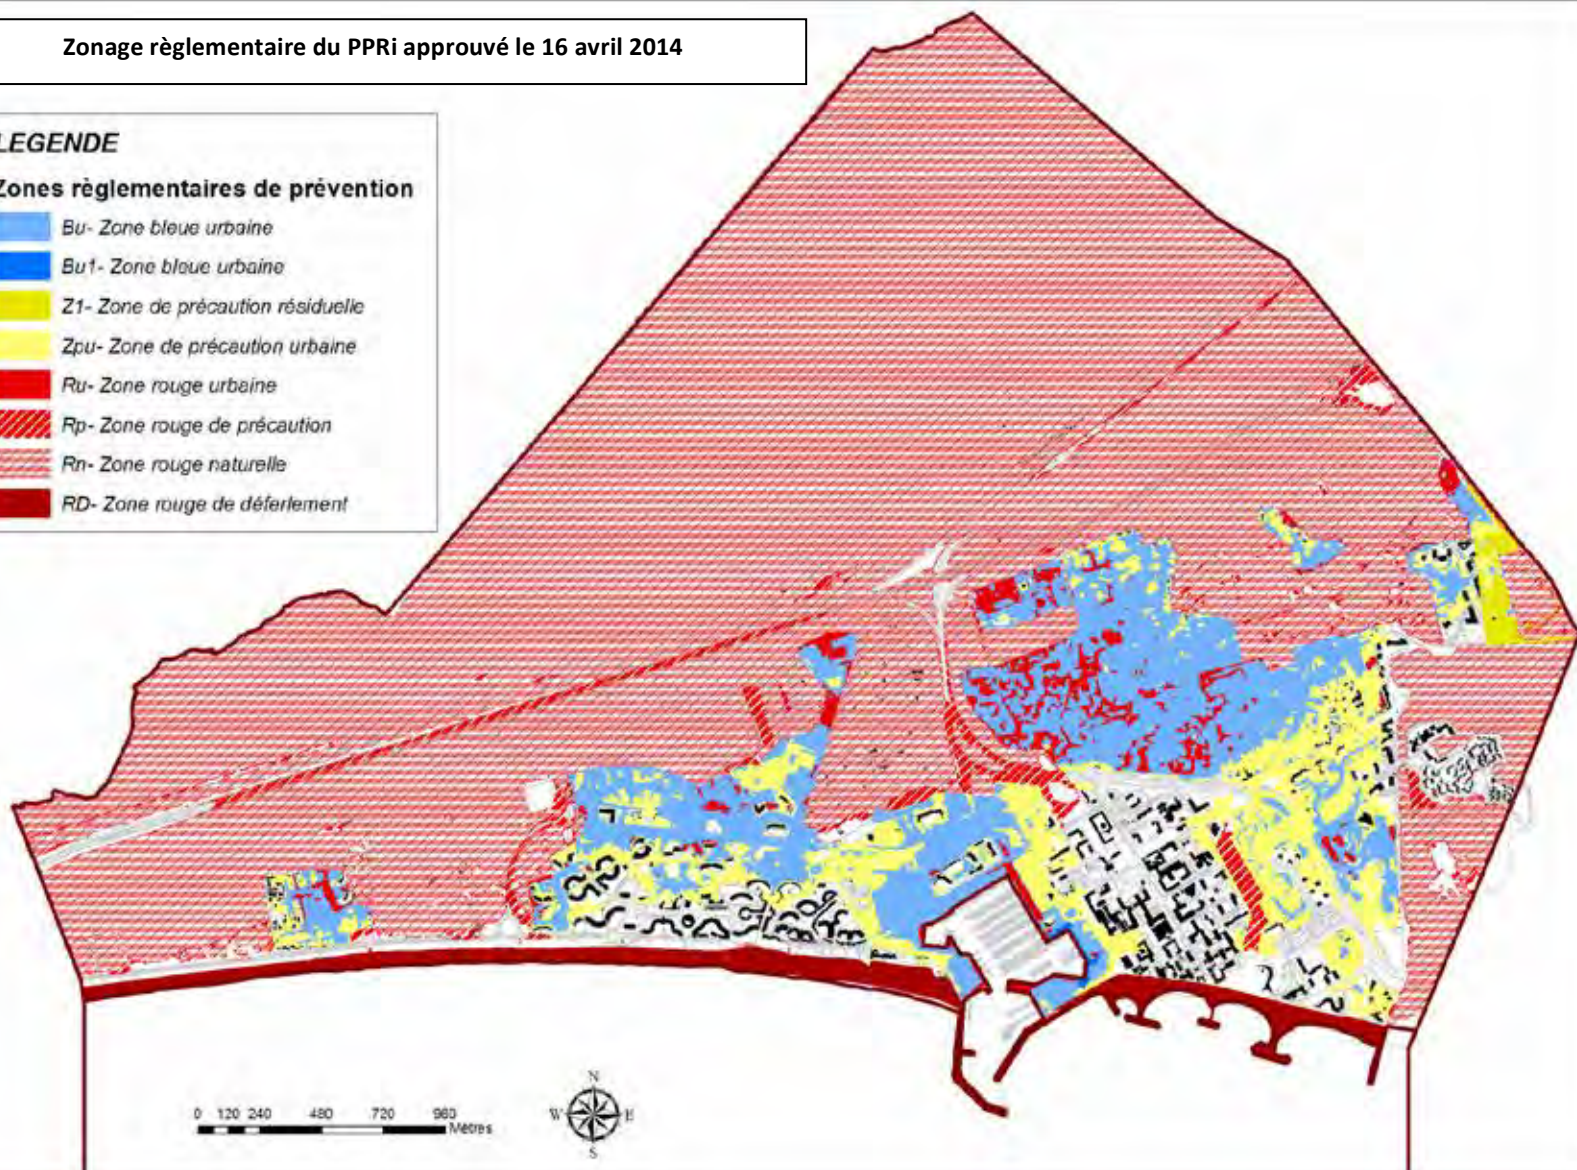 Zonage règlementaire du PPRi approuvé le 16 avril 2014
LEGENDE
Zones règlementaires de prévention
Bu- Zone bleue urbaine
Bu1- Zone bleue urbaine
Z1- Zone de précaution résiduelle
Zpu- Zone de précaution urbaine
Ru- Zone rouge urbaine
Rp- Zone rouge de précaution
Rn- Zone rouge naturelle
RD- Zone rouge de déferlement
0 120 240 480 720 960
Mètres
N
W E
S